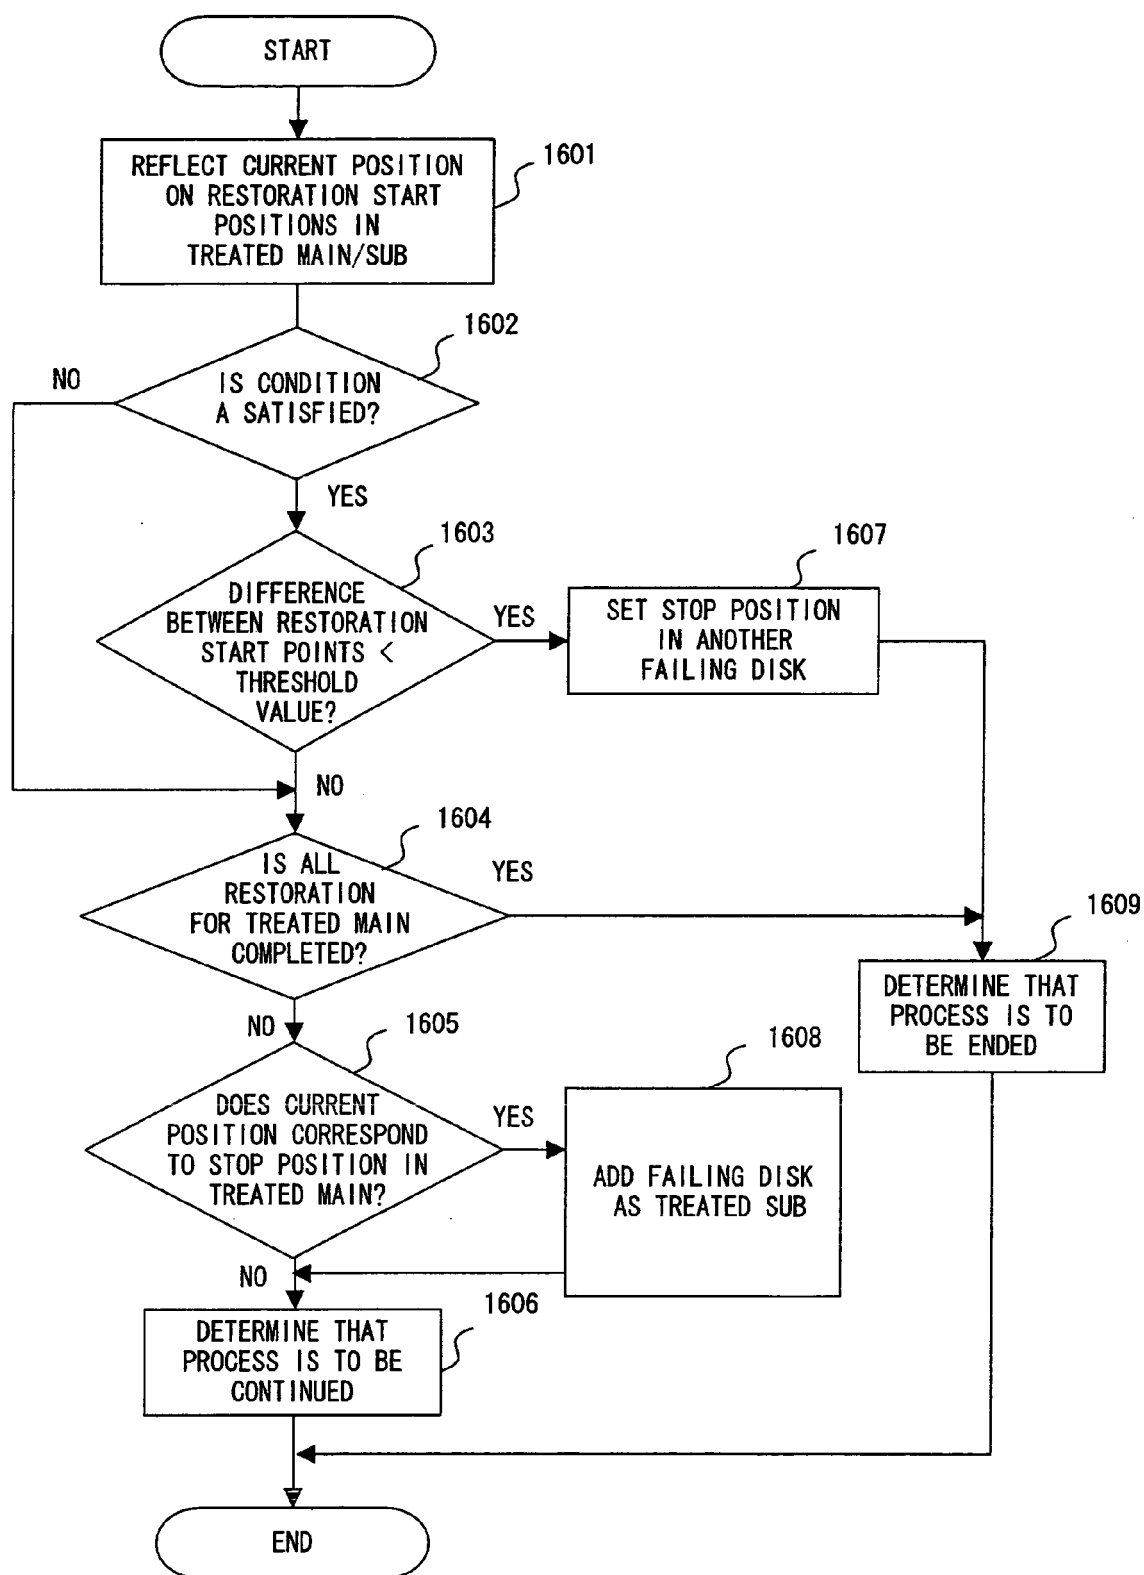 START
REFLECT CURRENT POSITION
ON RESTORATION START
POSITIONS IN
TREATED MAIN/SUB
1601
1602
IS CONDITION
A SATISFIED?
NO
YES
1603
DIFFERENCE
BETWEEN RESTORATION
START POINTS <
THRESHOLD
VALUE?
YES
1607
SET STOP POSITION
IN ANOTHER
FAILING DISK
NO
1604
IS ALL
RESTORATION
FOR TREATED MAIN
COMPLETED?
YES
1609
DETERMINE THAT
PROCESS IS TO
BE ENDED
NO
1605
DOES CURRENT
POSITION CORRESPOND
TO STOP POSITION IN
TREATED MAIN?
YES
1608
ADD FAILING DISK
AS TREATED SUB
NO
1606
DETERMINE THAT
PROCESS IS TO BE
CONTINUED
END